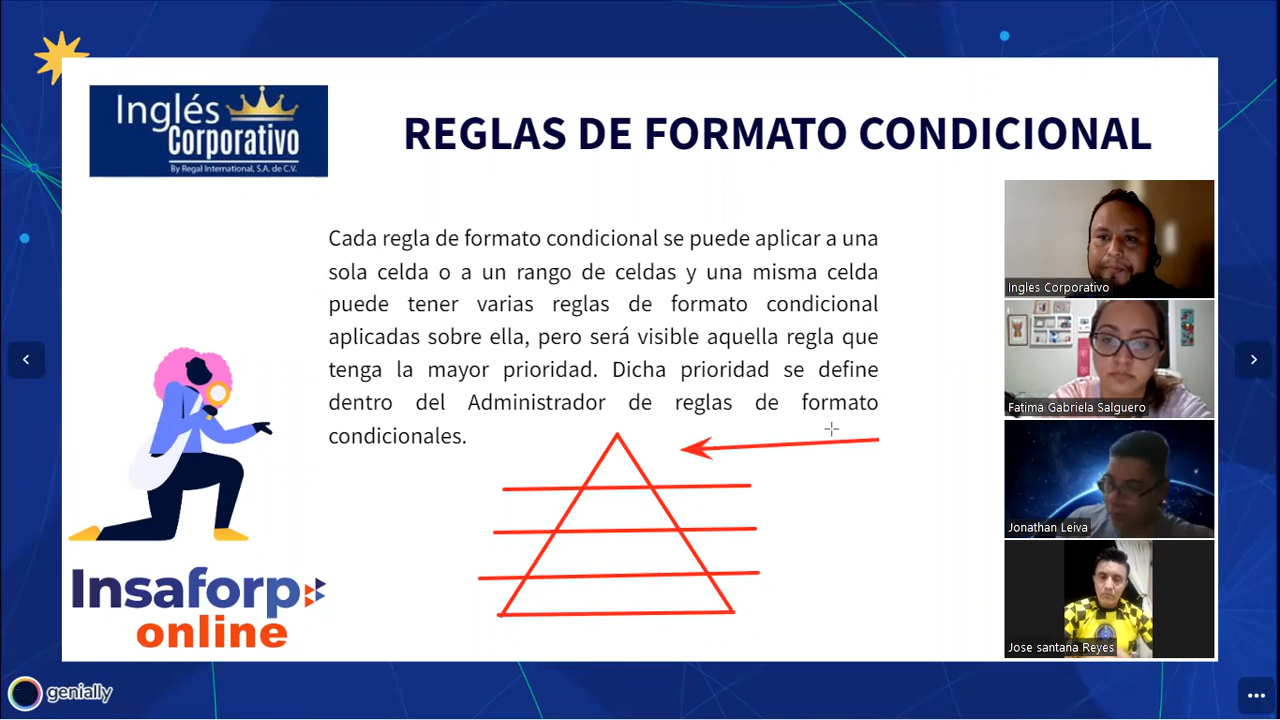 Inglés
Corporativo
By Regal International, S.A. de C.V.
REGLAS DE FORMATO CONDICIONAL
Cada regla de formato condicional se puede aplicar a una
sola celda o a un rango de celdas y una misma celda
puede tener varias reglas de formato condicional
aplicadas sobre ella, pero será visible aquella regla que
tenga la mayor prioridad. Dicha prioridad se define
dentro del Administrador de reglas de formato
condicionales.
Ingles Corporativo
Fatima Gabriela Salguero
Jonathan Leiva
Jose santana Reyes
Insaforp
online
genially